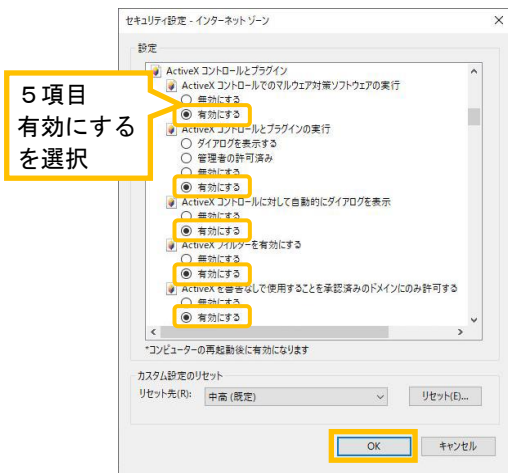 セキュリティ設定 - インターネット ゾーン
設定
ActiveX コントロールとプラグイン
ActiveX コントロールでのマルウェア対策ソフトウェアの実行
無効にする
有効にする
ActiveX コントロールとプラグインの実行
ダイアログを表示する
管理者の許可済み
無効にする
有効にする
ActiveX コントロールに対して自動的にダイアログを表示
無効にする
有効にする
ActiveX フィルターを有効にする
無効にする
有効にする
ActiveX を警告なしで使用することを承認済みのドメインにのみ許可する
無効にする
有効にする
5項目
有効にする
を選択
*コンピューターの再起動後に有効になります
カスタム設定のリセット
リセット先(R): 中高 (既定) リセット(E)...
OK キャンセル